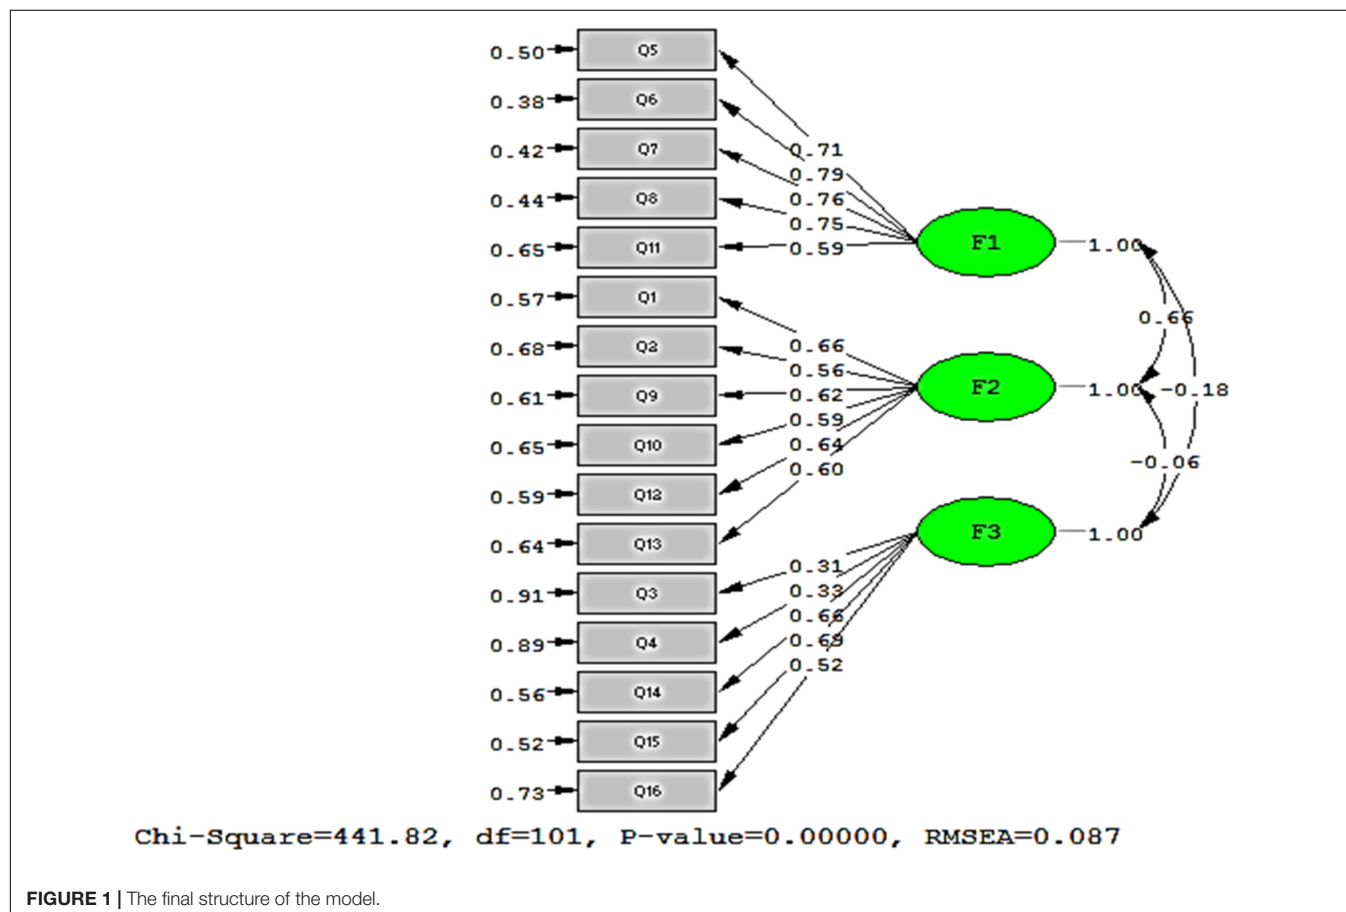 0.50 Q5
0.38 Q6
0.42 Q7
0.44 Q8
0.65 Q11
0.57 Q1
0.68 Q2
0.61 Q9
0.65 Q10
0.59 Q12
0.64 Q13
0.91 Q3
0.89 Q4
0.56 Q14
0.52 Q15
0.73 Q16
0.71
0.79
0.76
0.75
0.59
0.66
0.56
0.62
0.59
0.64
0.60
0.31
0.33
0.66
0.69
0.52
F1 1.00
F2 1.00
F3 1.00
0.66
-0.18
-0.06
Chi-Square=441.82, df=101, P-value=0.00000, RMSEA=0.087
FIGURE 1 | The final structure of the model.